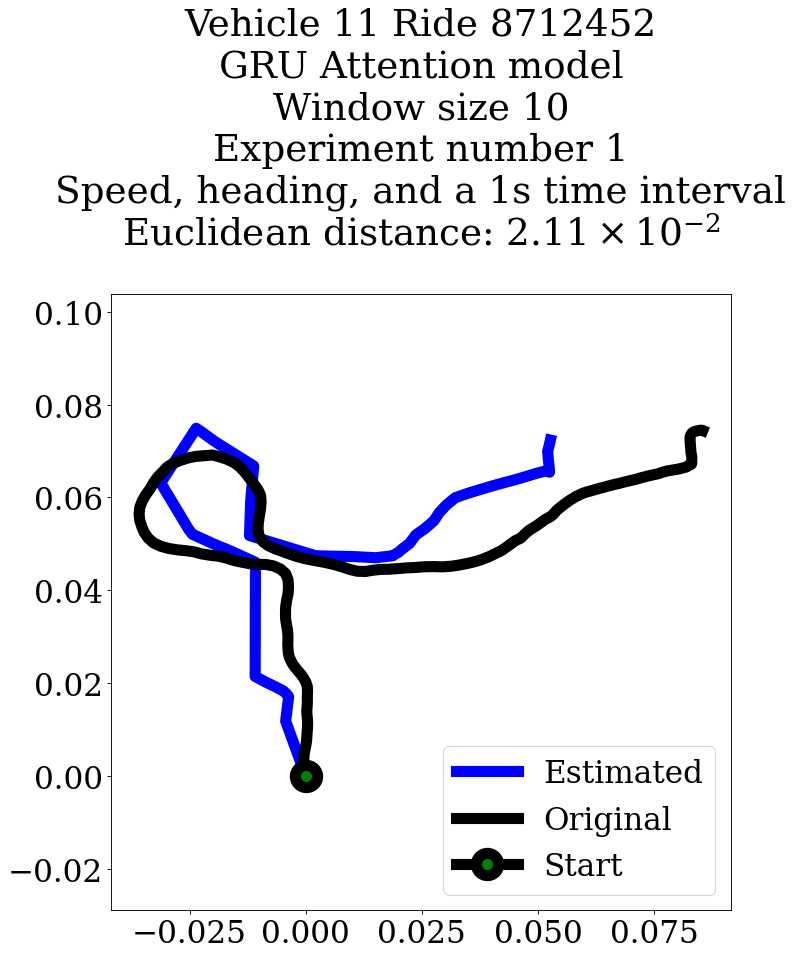 Vehicle 11 Ride 8712452
GRU Attention model
Window size 10
Experiment number 1
Speed, heading, and a 1s time interval
Euclidean distance: 2.11 × 10⁻²
0.10
0.08
0.06
0.04
0.02
0.00
−0.02
Estimated
Original
Start
−0.025 0.000 0.025 0.050 0.075